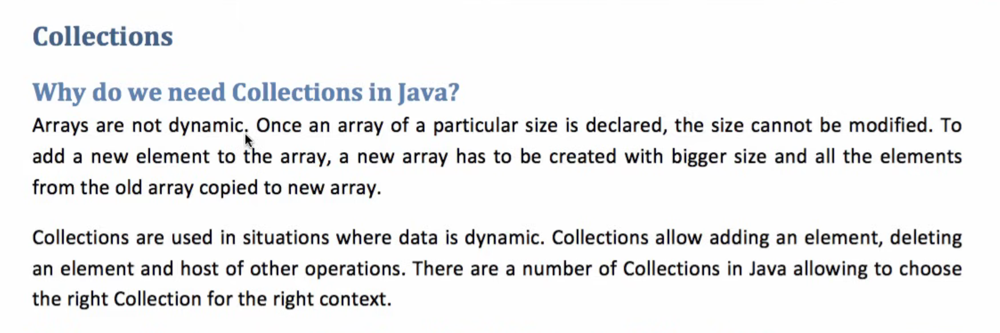 Collections
Why do we need Collections in Java?
Arrays are not dynamic. Once an array of a particular size is declared, the size cannot be modified. To
add a new element to the array, a new array has to be created with bigger size and all the elements
from the old array copied to new array.
Collections are used in situations where data is dynamic. Collections allow adding an element, deleting
an element and host of other operations. There are a number of Collections in Java allowing to choose
the right Collection for the right context.